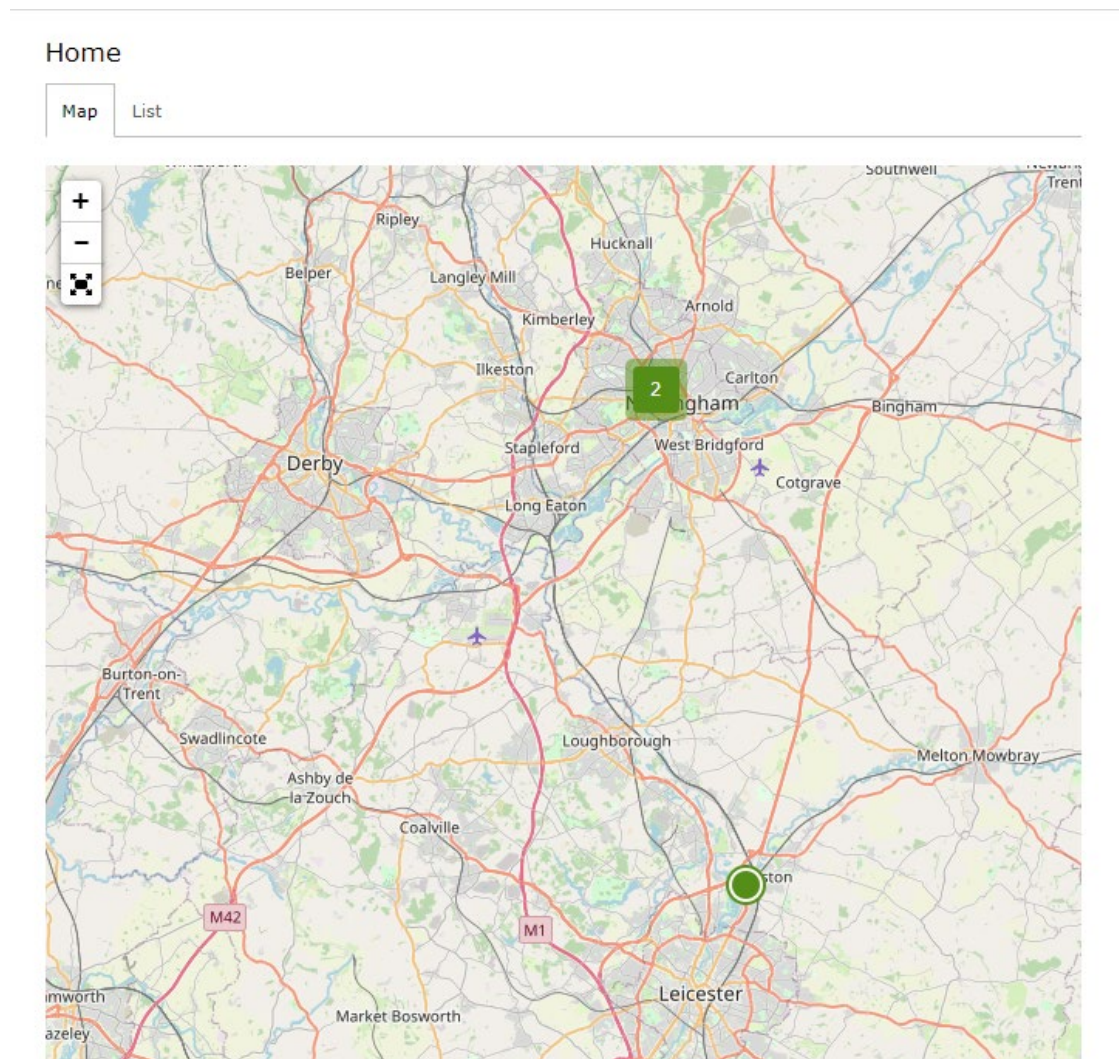 Home
Map
List
Southwell
Trent
+
Ripley
Hucknall
−
Belper
Langley Mill
Arnold
Kimberley
Ilkeston
Carlton
2
Bingham
West Bridgford
Stapleford
Derby
Cotgrave
Long Eaton
Burton-on-
Trent
Swadlincote
Loughborough
Melton Mowbray
Ashby de
la Zouch
Coalville
M42
M1
Leicester
Market Bosworth